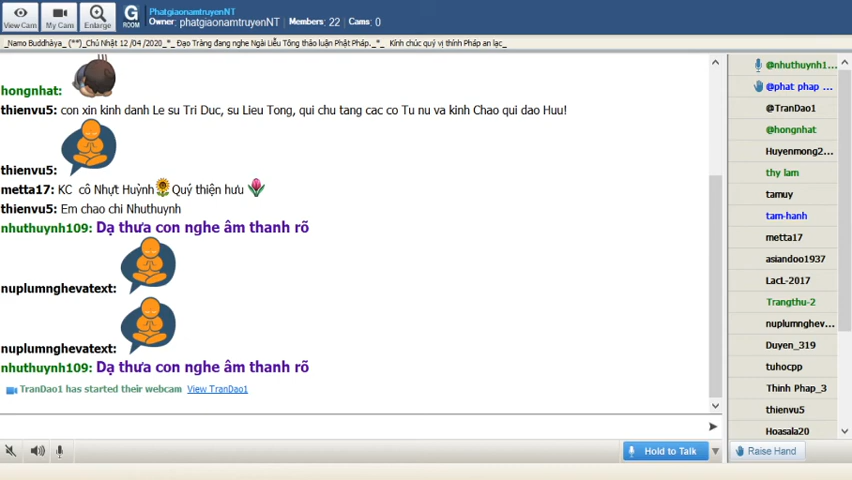 PhatgiaonamtruyenNT
Owner: phatgiaonamtruyenNT Members: 22 Cams: 0
View Cam
My Cam
Enlarge
G
ROOM
_Namo Buddhàya_ (**)_Chủ Nhật 12 /04 /2020_*_ Đạo Tràng đang nghe Ngài Liễu Tông thảo luận Phật Pháp._*_ Kính chúc quý vị thính Pháp an lạc_
hongnhat:
thienvu5: con xin kinh danh Le su Tri Duc, su Lieu Tong, qui chu tang cac co Tu nu va kinh Chao qui dao Huu!
thienvu5:
metta17: KC cô Nhựt Huỳnh Quý thiện hưu
thienvu5: Em chao chi Nhuthuynh
nhuthuynh109: Dạ thưa con nghe âm thanh rõ
nuplumnghevatext:
nuplumnghevatext:
nhuthuynh109: Dạ thưa con nghe âm thanh rõ
TranDao1 has started their webcam View TranDao1
Hold to Talk
@nhuthuynh1...
@phat phap ...
@TranDao1
@hongnhat
Huyenmong2...
thy lam
tamuy
tam-hanh
metta17
asiandoo1937
LacL-2017
Trangthu-2
nuplumnghev...
Duyen_319
tuhocpp
Thinh Phap_3
thienvu5
Hoasala20
Raise Hand